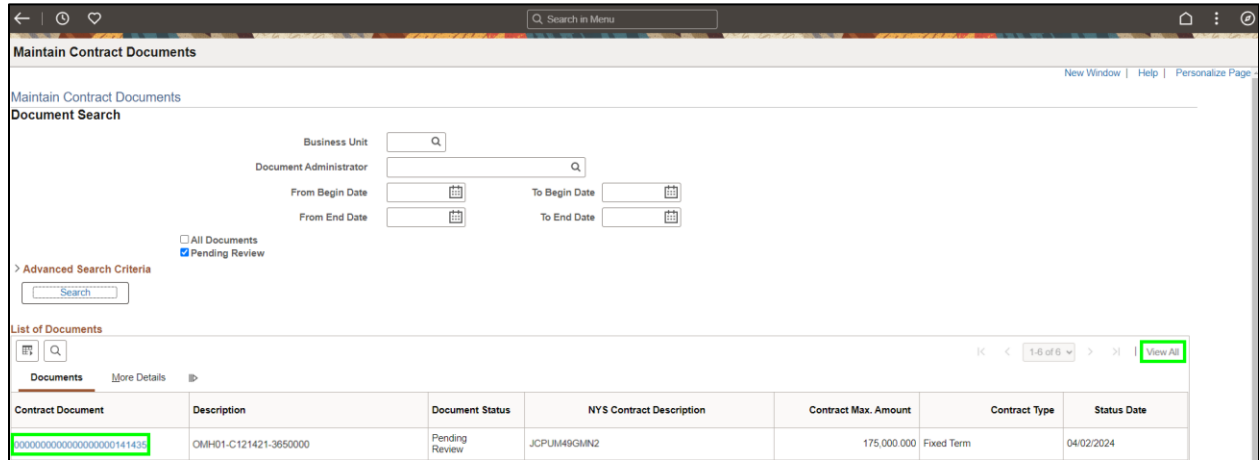 Search in Menu
Maintain Contract Documents
New Window | Help | Personalize Page
Maintain Contract Documents
Document Search
Business Unit
Document Administrator
From Begin Date To Begin Date
From End Date To End Date
All Documents
Pending Review
Advanced Search Criteria
Search
List of Documents
1-6 of 6 | View All
Documents More Details
Contract Document Description Document Status NYS Contract Description Contract Max. Amount Contract Type Status Date
OMH01-C121421-3650000 Pending Review JCPUM49GMN2 175,000.000 Fixed Term 04/02/2024